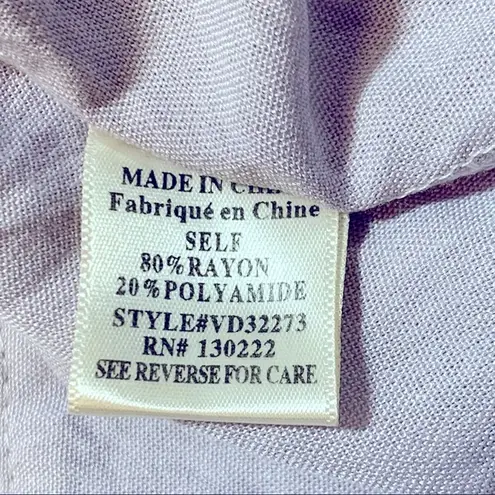 MADE IN
Fabriqué en Chine
SELF
80%RAYON
20%POLYAMIDE
STYLE#VD32273
RN# 130222
SEE REVERSE FOR CARE